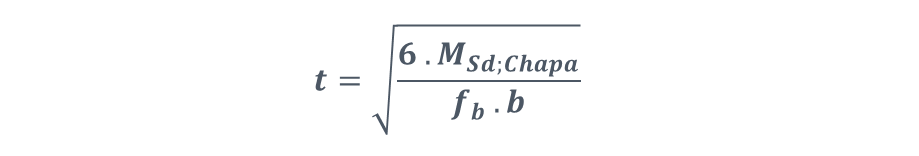 t = √(6 . M_Sd;Chapa / f_b . b)